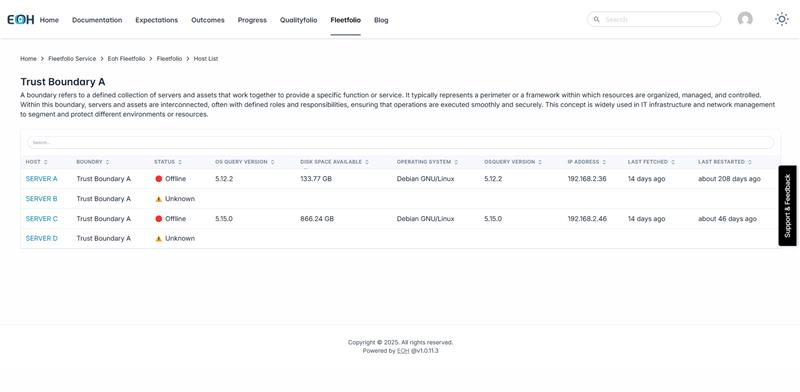 EOH Home Documentation Expectations Outcomes Progress Qualityfolio Fleetfolio Blog Search
Home > Fleetfolio Service > Eoh Fleetfolio > Fleetfolio > Host List
Trust Boundary A
A boundary refers to a defined collection of servers and assets that work together to provide a specific function or service. It typically represents a perimeter or a framework within which resources are organized, managed, and controlled.
Within this boundary, servers and assets are interconnected, often with defined roles and responsibilities, ensuring that operations are executed smoothly and securely. This concept is widely used in IT infrastructure and network management
to segment and protect different environments or resources.
Search...
HOST BOUNDRY STATUS OS QUERY VERSION DISK SPACE AVAILABLE OPERATING SYSTEM OSQUERY VERSION IP ADDRESS LAST FETCHED LAST RESTARTED
SERVER A Trust Boundary A Offline 5.12.2 133.77 GB Debian GNU/Linux 5.12.2 192.168.2.36 14 days ago about 208 days ago
SERVER B Trust Boundary A Unknown
SERVER C Trust Boundary A Offline 5.15.0 866.24 GB Debian GNU/Linux 5.15.0 192.168.2.46 14 days ago about 46 days ago
SERVER D Trust Boundary A Unknown
Support & Feedback
Copyright © 2025. All rights reserved.
Powered by EOH @v1.0.11.3